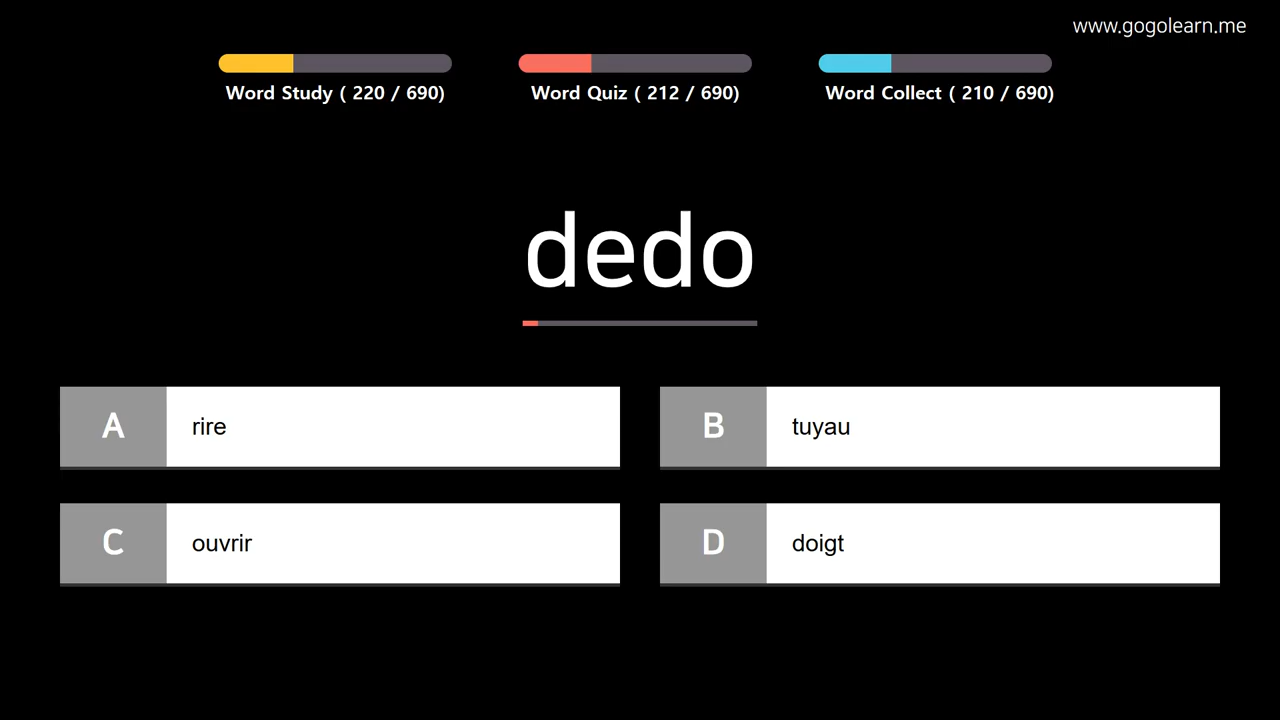 www.gogolearn.me
Word Study ( 220 / 690)
Word Quiz ( 212 / 690)
Word Collect ( 210 / 690)
dedo
A rire
B tuyau
C ouvrir
D doigt